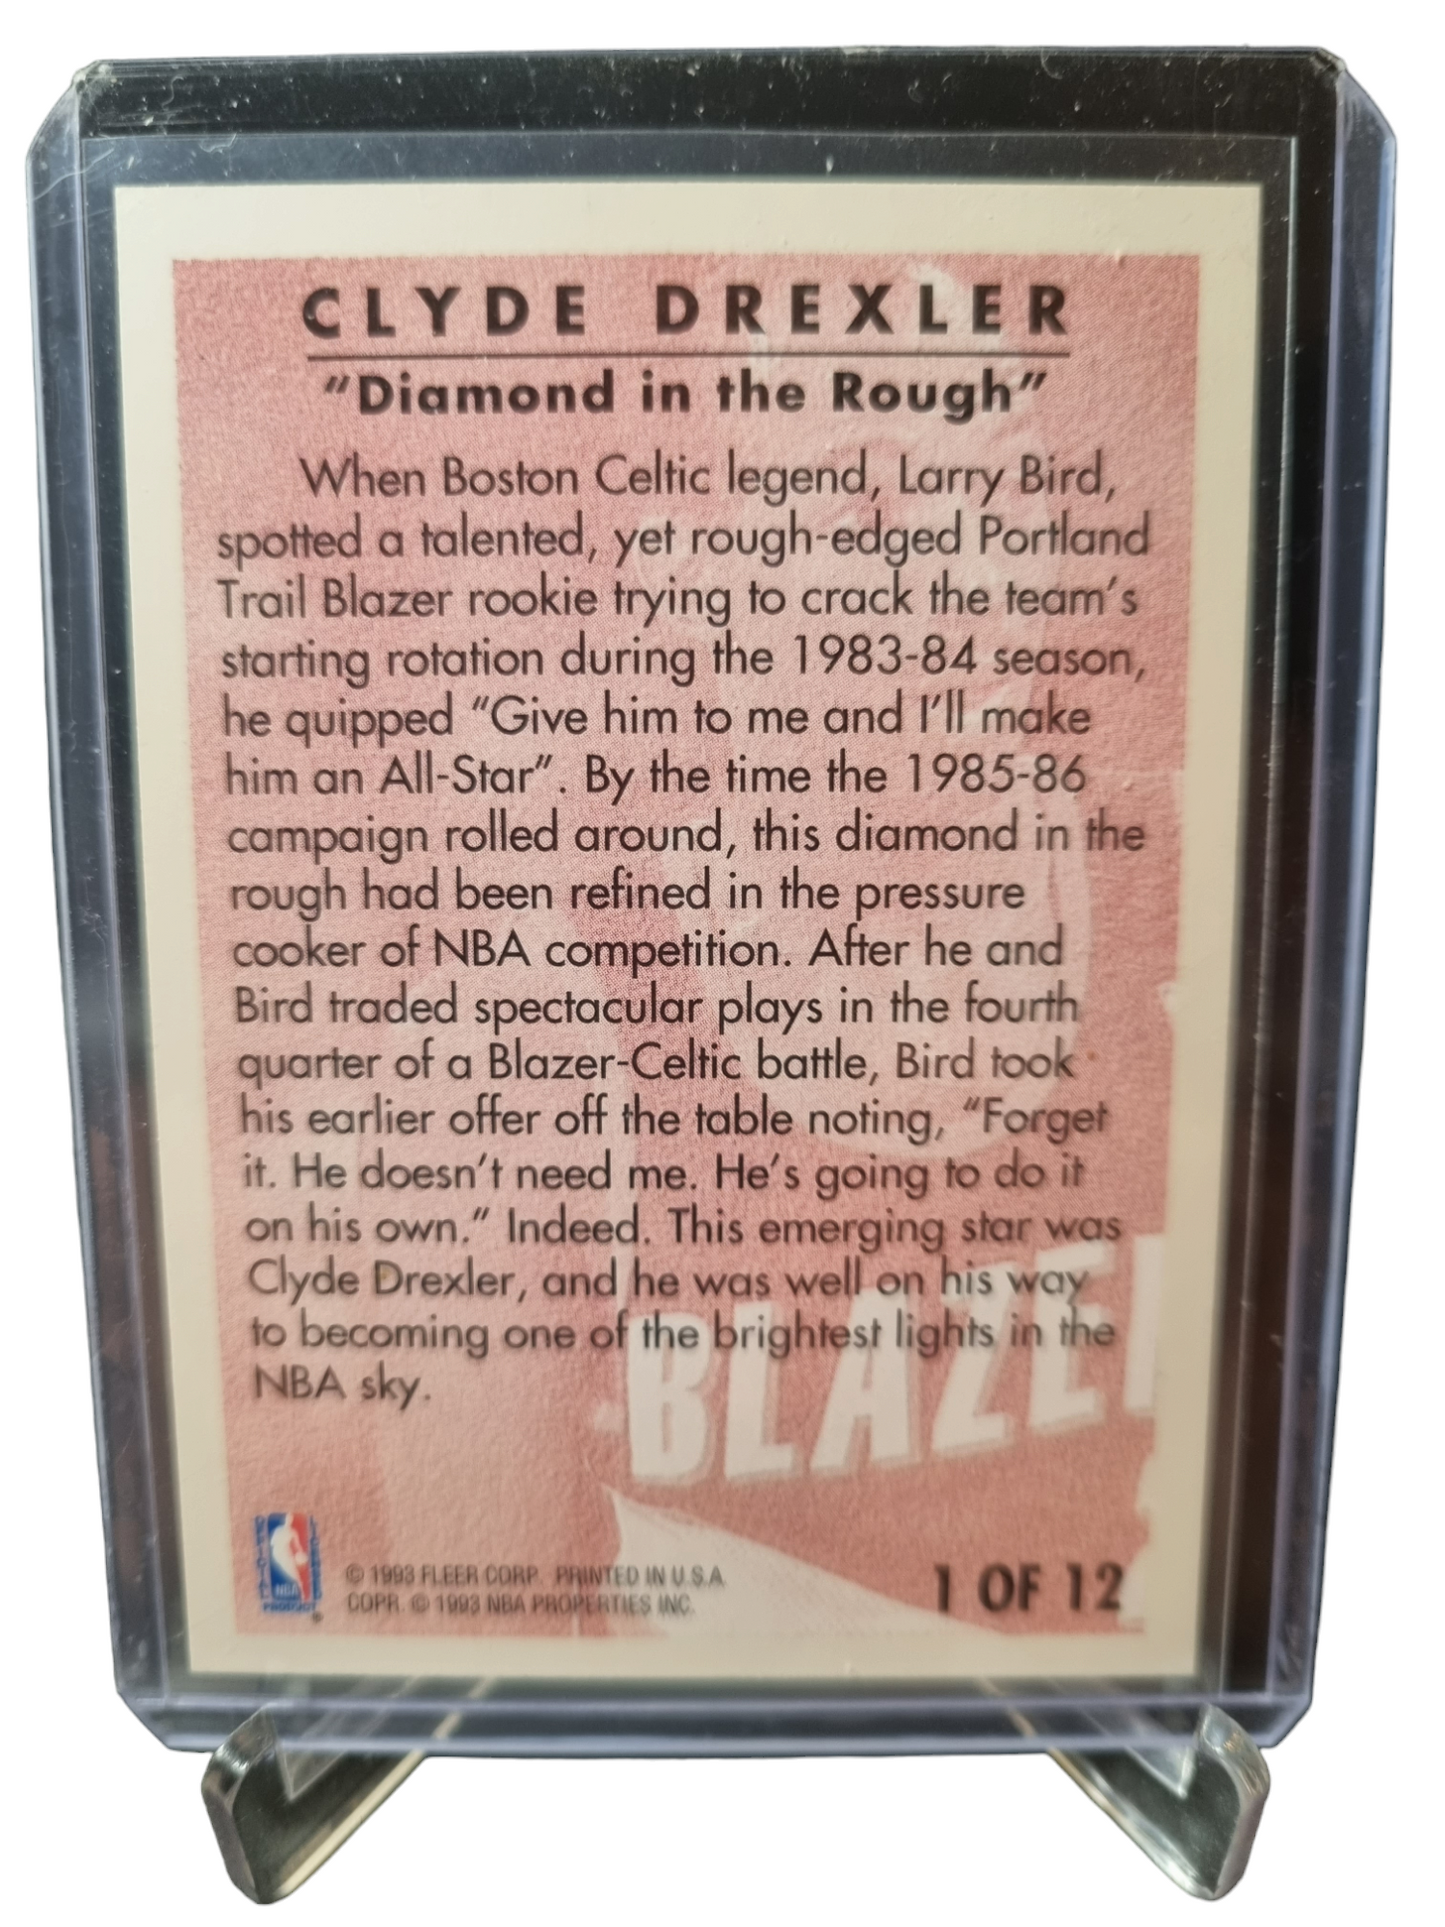 CLYDE DREXLER
"Diamond in the Rough"
When Boston Celtic legend, Larry Bird,
spotted a talented, yet rough-edged Portland
Trail Blazer rookie trying to crack the team's
starting rotation during the 1983-84 season,
he quipped "Give him to me and I'll make
him an All-Star". By the time the 1985-86
campaign rolled around, this diamond in the
rough had been refined in the pressure
cooker of NBA competition. After he and
Bird traded spectacular plays in the fourth
quarter of a Blazer-Celtic battle, Bird took
his earlier offer off the table noting, "Forget
it. He doesn't need me. He's going to do it
on his own." Indeed. This emerging star was
Clyde Drexler, and he was well on his way
to becoming one of the brightest lights in the
NBA sky.
BLAZE
NBA
© 1993 FLEER CORP. PRINTED IN U.S.A.
COPR. © 1993 NBA PROPERTIES INC.
1 OF 12